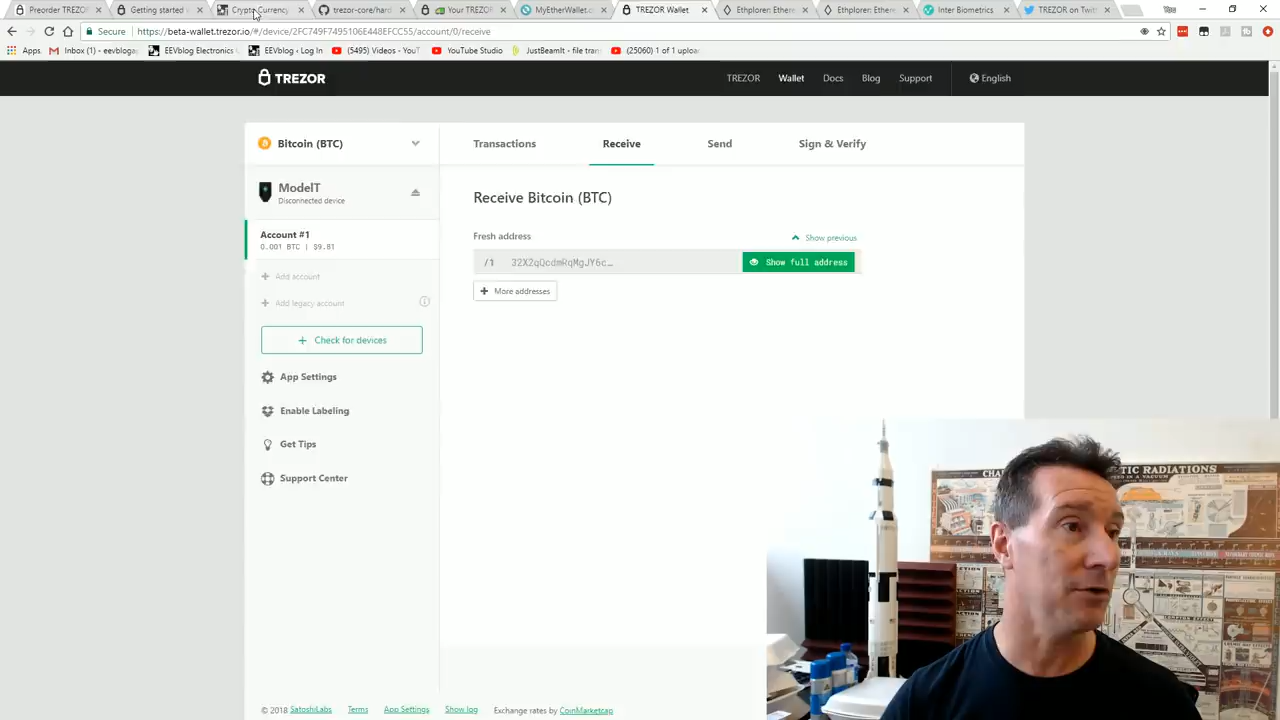 Preorder TREZOR
Getting started
Crypto Currency
trezor-core/hard
Your TREZOR
MyEtherWallet.c
TREZOR Wallet
Ethplorer: Ethere
Ethplorer: Ethere
Inter Biometrics
TREZOR on Twit
You
Secure
https://beta-wallet.trezor.io/#/device/2FC749F7495106E448EFCC55/account/0/receive
Apps
Inbox (1) - eevblog
EEVblog Electronics
EEVblog - Log In
(5495) Videos - YouT
YouTube Studio
JustBeamIt - file tran
(25060) 1 of 1 upload
TREZOR
TREZOR
Wallet
Docs
Blog
Support
English
Bitcoin (BTC)
Transactions
Receive
Send
Sign & Verify
ModelT
Disconnected device
Receive Bitcoin (BTC)
Account #1
0.001 BTC | $9.81
Fresh address
Show previous
/1 32X2qQcdmRqMgJY6c…
Show full address
Add account
More addresses
Add legacy account
Check for devices
App Settings
Enable Labeling
Get Tips
Support Center
© 2018 SatoshiLabs
Terms
App Settings
Show log
Exchange rates by CoinMarketcap